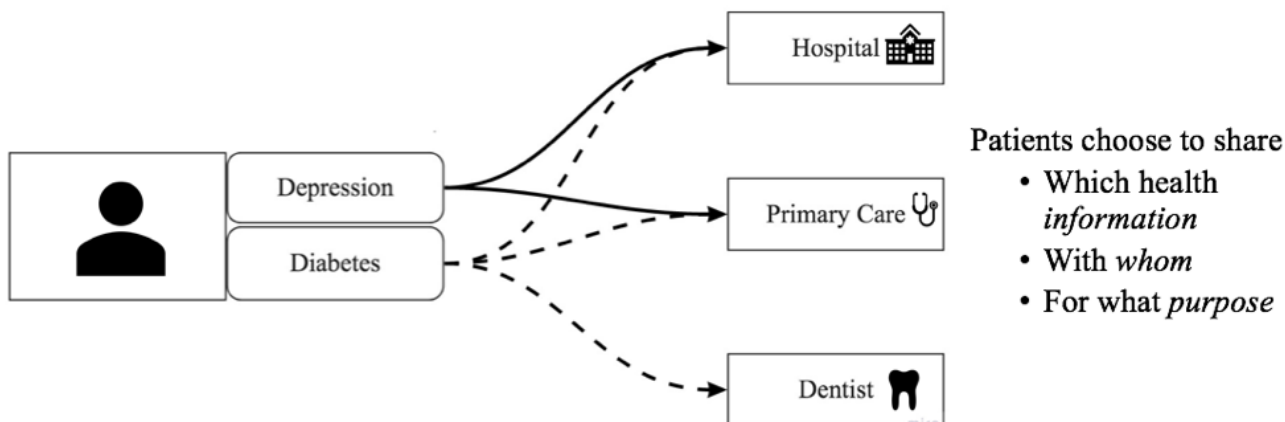 Hospital
Depression
Diabetes
Primary Care
Dentist
Patients choose to share
• Which health
information
• With whom
• For what purpose